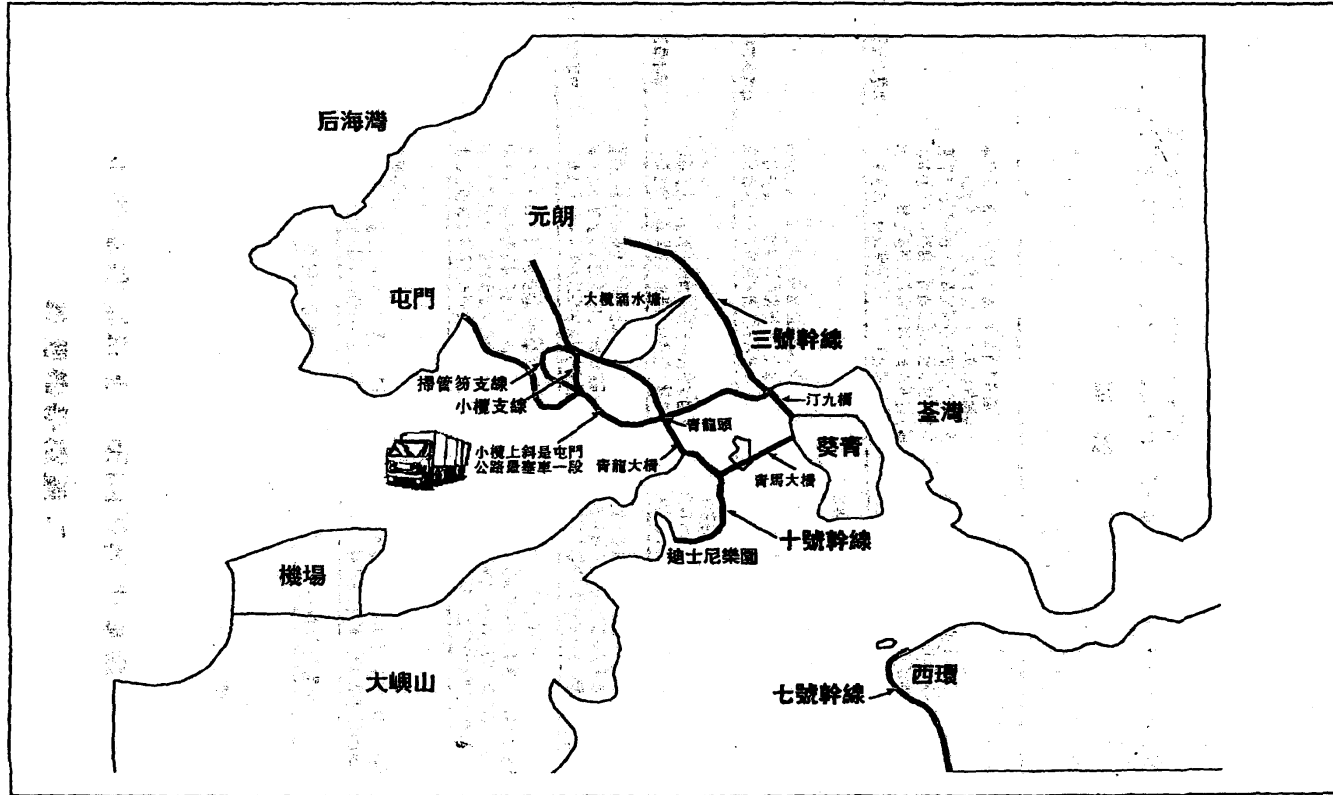 后海灣
元朗
屯門
大欖涌水塘
三號幹線
掃管笏支線
小欖支線
汀九橋
荃灣
青龍頭
葵青
小欖上斜是屯門
公路最塞車一段
青龍大橋
青馬大橋
十號幹線
迪士尼樂園
機場
大嶼山
西環
七號幹線